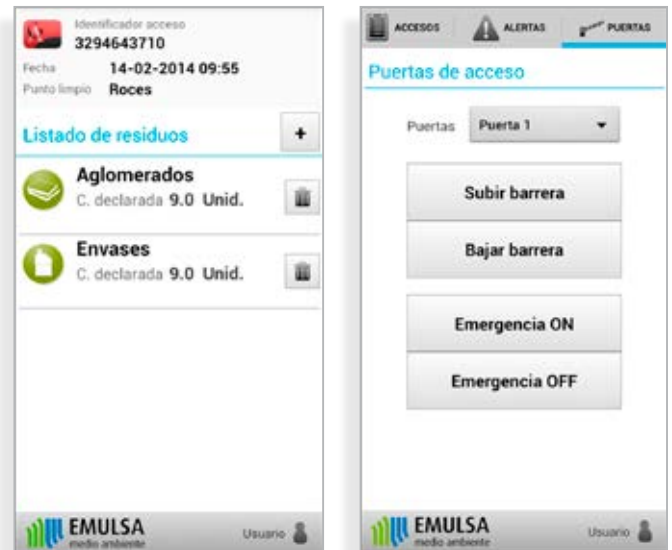 Identificador acceso
3294643710
Fecha 14-02-2014 09:55
Punto limpio Roces
Listado de residuos +
Aglomerados
C. declarada 9.0 Unid.
Envases
C. declarada 9.0 Unid.
EMULSA
medio ambiente
Usuario
ACCESOS ALERTAS PUERTAS
Puertas de acceso
Puertas Puerta 1
Subir barrera
Bajar barrera
Emergencia ON
Emergencia OFF
EMULSA
medio ambiente
Usuario